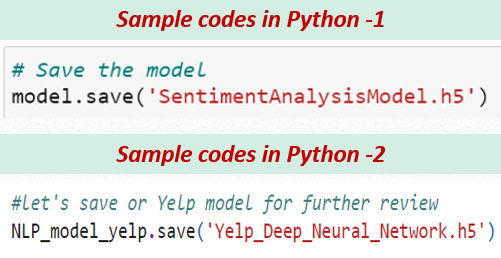 Sample codes in Python -1
# Save the model
model.save('SentimentAnalysisModel.h5')
Sample codes in Python -2
#let's save or Yelp model for further review
NLP_model_yelp.save('Yelp_Deep_Neural_Network.h5')